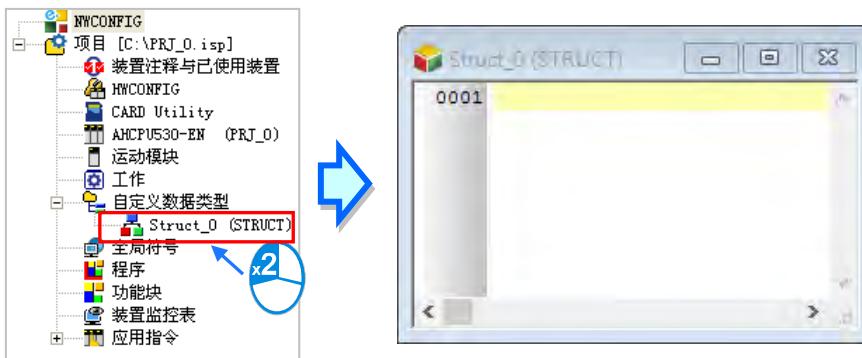 NWCONFIG
项目 [C:\PRJ_0.isp]
装置注释与已使用装置
HWCONFIG
CARD Utility
AHCPU530-EN (PRJ_0)
运动模块
工作
自定义数据类型
Struct_0 (STRUCT)
全局符号
程序
功能块
装置监控表
应用指令
x2
Struct_0 (STRUCT)
0001